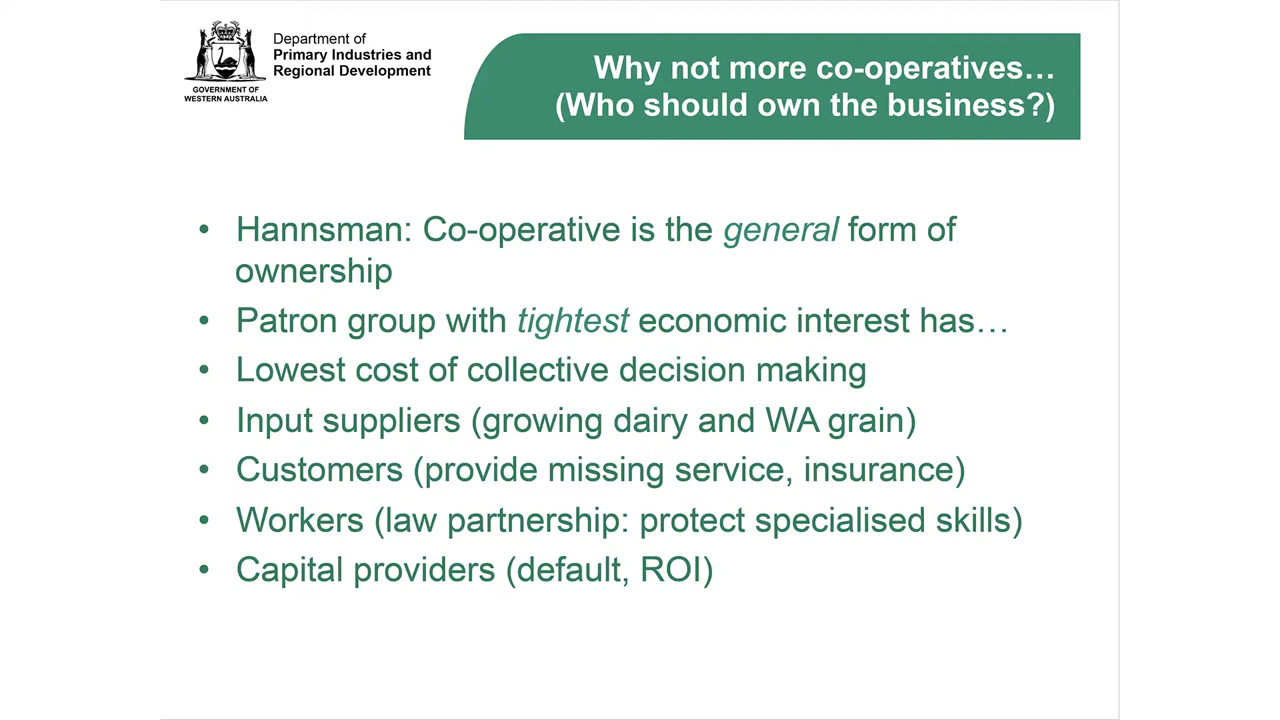 Department of
Primary Industries and
Regional Development
GOVERNMENT OF
WESTERN AUSTRALIA
Why not more co-operatives…
(Who should own the business?)
• Hannsman: Co-operative is the general form of
ownership
• Patron group with tightest economic interest has…
• Lowest cost of collective decision making
• Input suppliers (growing dairy and WA grain)
• Customers (provide missing service, insurance)
• Workers (law partnership: protect specialised skills)
• Capital providers (default, ROI)